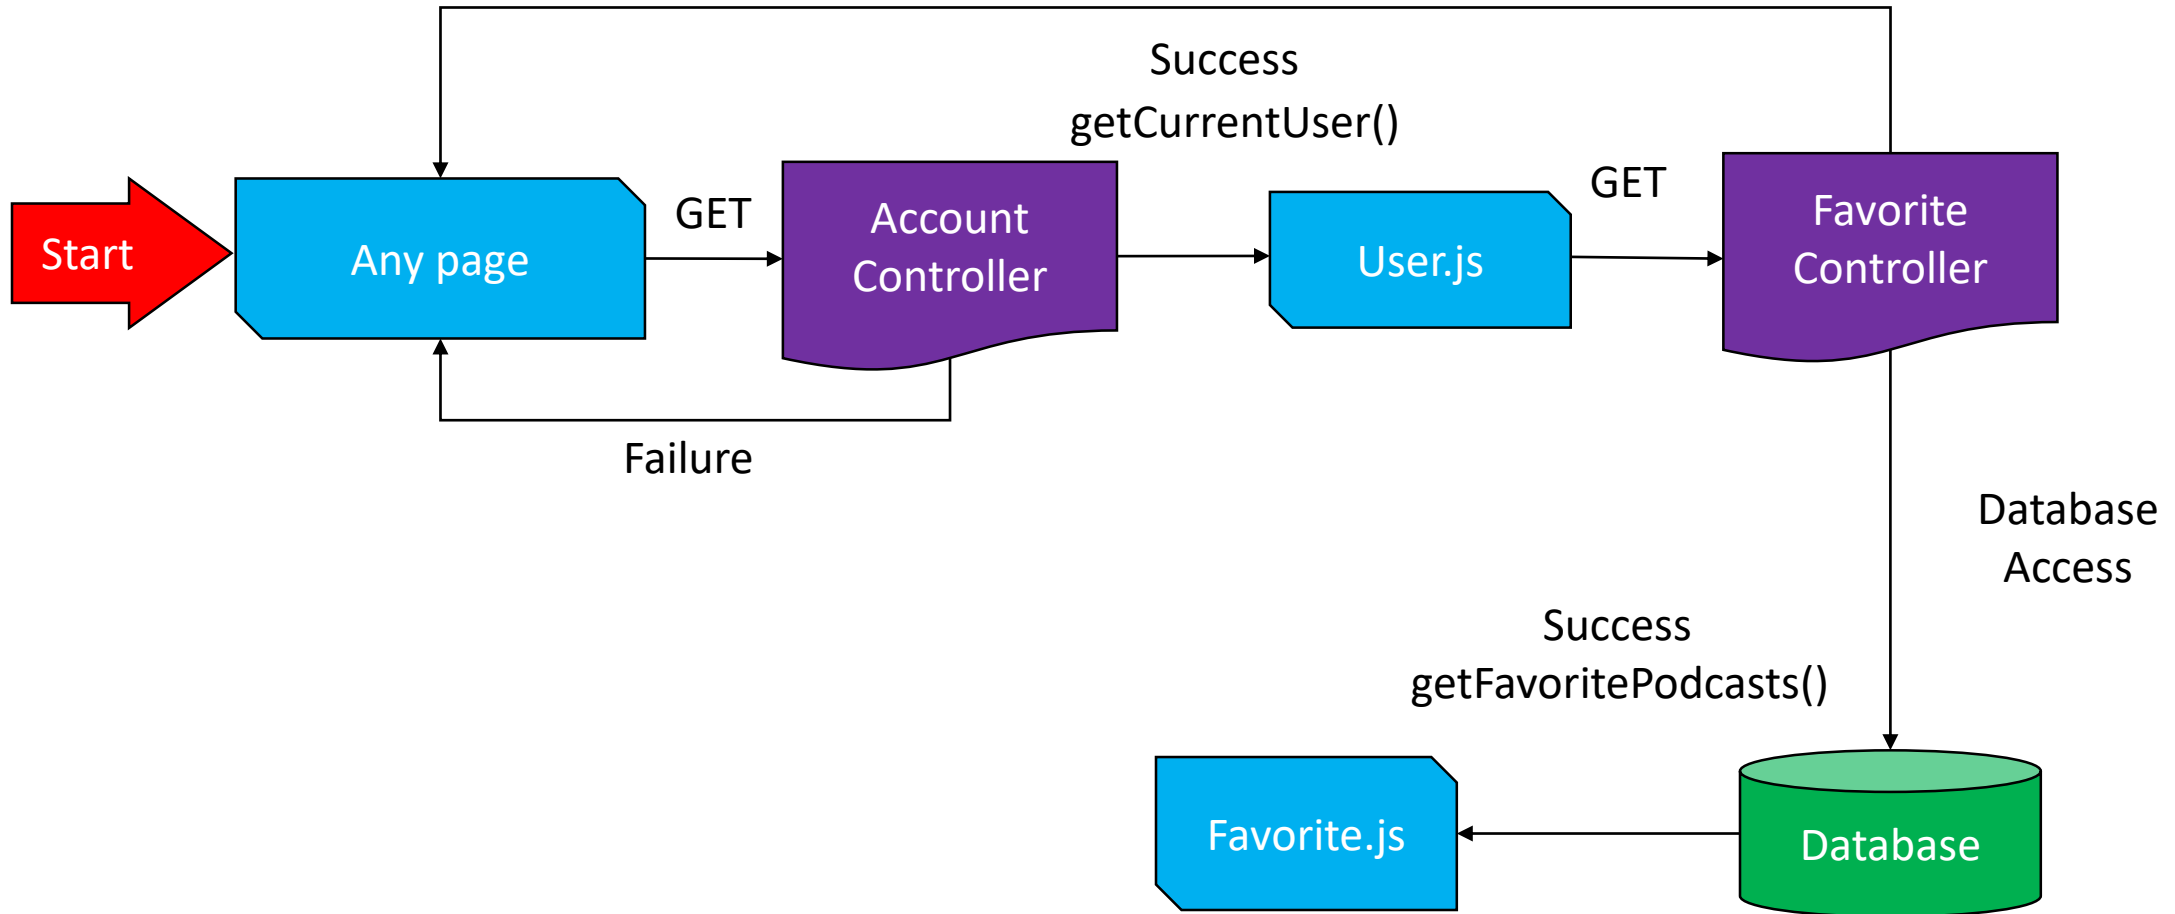 Success
getCurrentUser()
Start
Any page
GET
Account
Controller
User.js
GET
Favorite
Controller
Failure
Database
Access
Success
getFavoritePodcasts()
Favorite.js
Database